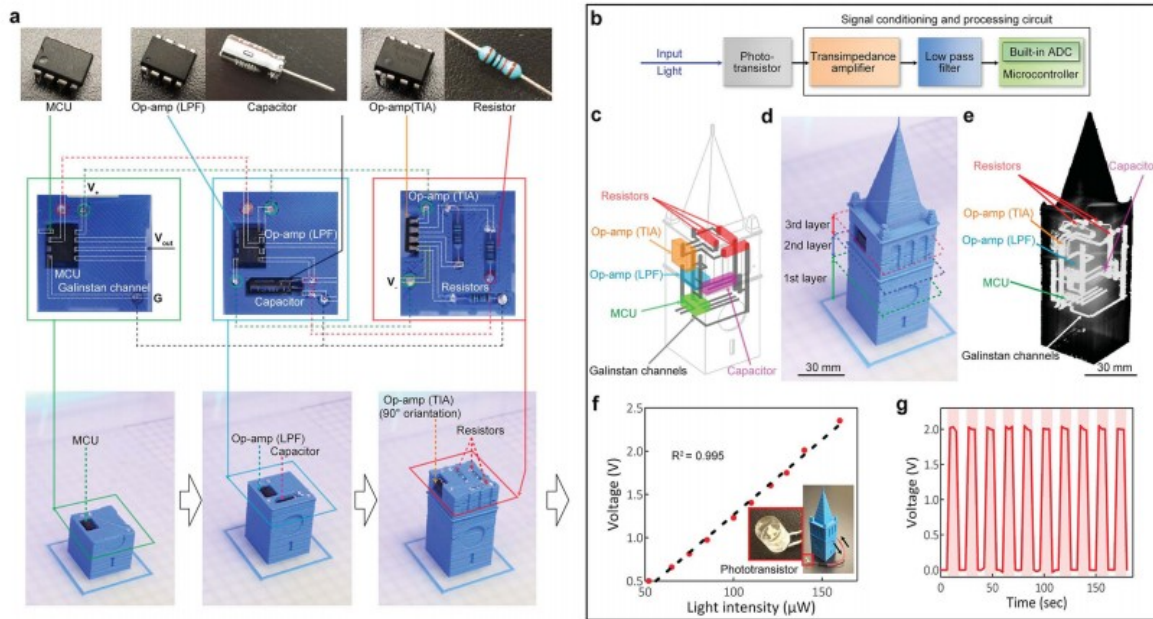 a
MCU
Op-amp (LPF)
Capacitor
Op-amp(TIA)
Resistor
V+
Vout
MCU
Galinstan channel
G
Op-amp (LPF)
Capacitor
Op-amp (TIA)
V-
Resistors
MCU
Op-amp (LPF)
Capacitor
Op-amp (TIA)
(90° oriantation)
Resistors
I
I
I
b
Signal conditioning and processing circuit
Input
Light
Photo-
transistor
Transimpedance
amplifier
Low pass
filter
Built-in ADC
Microcontroller
c
Resistors
Op-amp (TIA)
Op-amp (LPF)
MCU
Galinstan channels
Capacitor
I
d
3rd layer
2nd layer
1st layer
I
30 mm
e
Resistors
Capacitor
Op-amp (TIA)
Op-amp (LPF)
MCU
Galinstan channels
30 mm
f
2.5
2.0
1.5
1.0
0.5
Voltage (V)
R² = 0.995
Phototransistor
50
100
150
Light intensity (μW)
g
2.0
1.0
0.0
Voltage (V)
0
50
100
150
Time (sec)